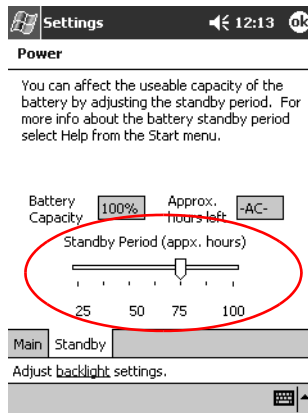 Settings 12:13 ok
Power
You can affect the useable capacity of the
battery by adjusting the standby period. For
more info about the battery standby period
select Help from the Start menu.
Battery Capacity 100% Approx. hours left -AC-
Standby Period (appx. hours)
25 50 75 100
Main Standby
Adjust backlight settings.